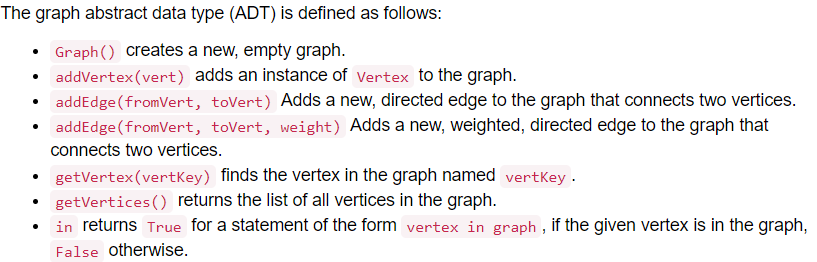 The graph abstract data type (ADT) is defined as follows:
• Graph() creates a new, empty graph.
• addVertex(vert) adds an instance of Vertex to the graph.
• addEdge(fromVert, toVert) Adds a new, directed edge to the graph that connects two vertices.
• addEdge(fromVert, toVert, weight) Adds a new, weighted, directed edge to the graph that
connects two vertices.
• getVertex(vertKey) finds the vertex in the graph named vertKey .
• getVertices() returns the list of all vertices in the graph.
• in returns True for a statement of the form vertex in graph , if the given vertex is in the graph,
False otherwise.